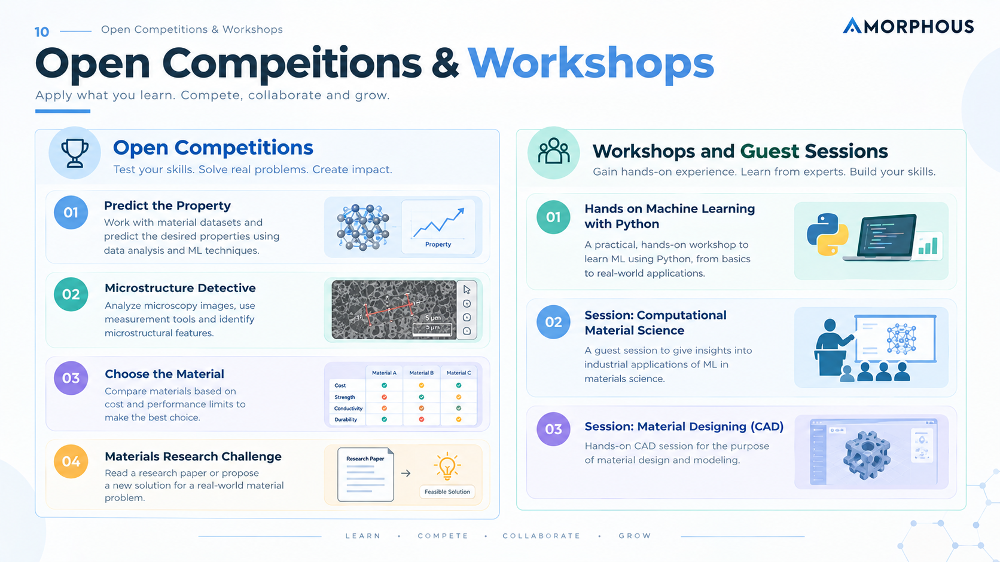 10
Open Competitions & Workshops
AMORPHOUS
Open Compeitions & Workshops
Apply what you learn. Compete, collaborate and grow.
Open Competitions
Test your skills. Solve real problems. Create impact.
01
Predict the Property
Work with material datasets and
predict the desired properties using
data analysis and ML techniques.
Property
02
Microstructure Detective
Analyze microscopy images, use
measurement tools and identify
microstructural features.
5 µm
5 µm
03
Choose the Material
Compare materials based on
cost and performance limits to
make the best choice.
Material A Material B Material C
Cost
Strength
Conductivity
Durability
04
Materials Research Challenge
Read a research paper or propose
a new solution for a real-world material
problem.
Research Paper
Feasible Solution
Workshops and Guest Sessions
Gain hands-on experience. Learn from experts. Build your skills.
01
Hands on Machine Learning
with Python
A practical, hands-on workshop to
learn ML using Python, from basics
to real-world applications.
02
Session: Computational
Material Science
A guest session to give insights into
industrial applications of ML in
materials science.
03
Session: Material Designing (CAD)
Hands-on CAD session for the purpose
of material design and modeling.
LEARN • COMPETE • COLLABORATE • GROW